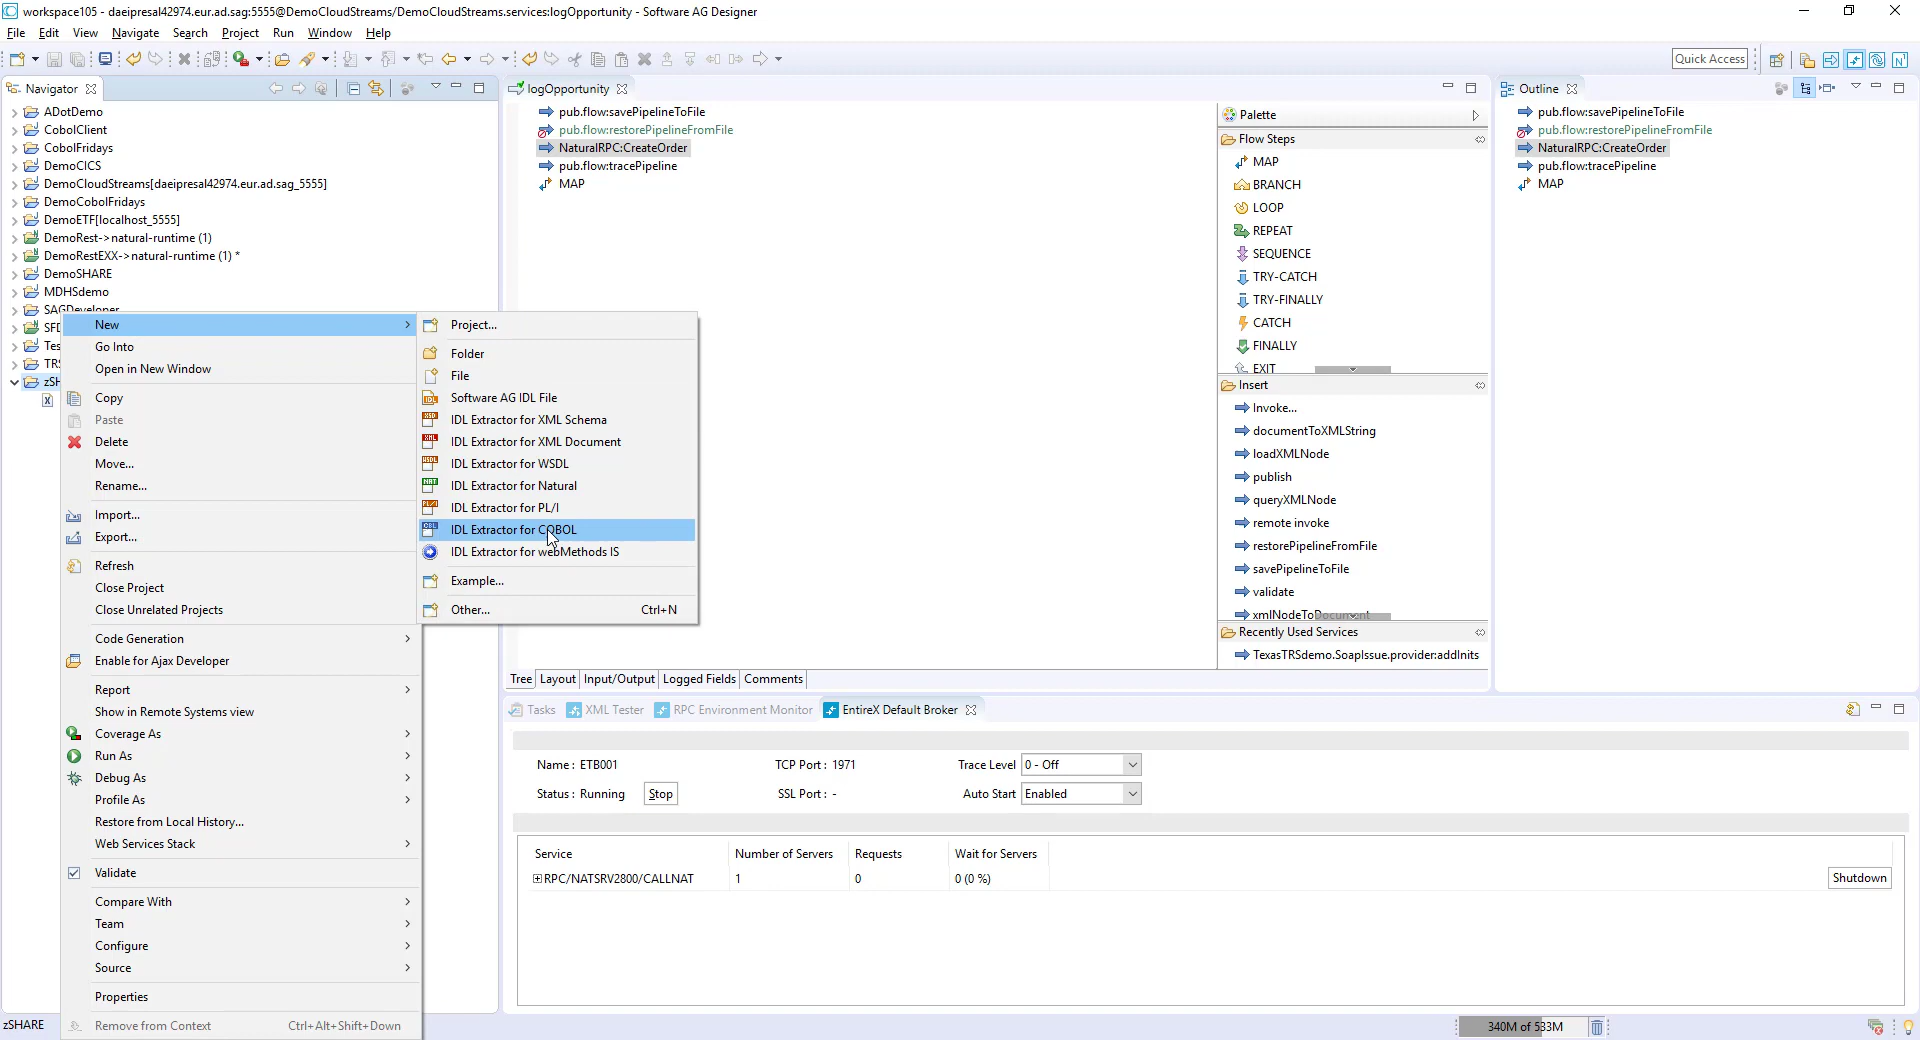 workspace105 - daeipresal42974.eur.ad.sag:5555@DemoCloudStreams/DemoCloudStreams.services:logOpportunity - Software AG Designer
File Edit View Navigate Search Project Run Window Help
Quick Access
Navigator
ADotDemo
CobolClient
CobolFridays
DemoCICS
DemoCloudStreams[daeipresal42974.eur.ad.sag_5555]
DemoCobolFridays
DemoETF[localhost_5555]
DemoRest->natural-runtime (1)
DemoRestEXX->natural-runtime (1) *
DemoSHARE
MDHSdemo
SAGDeveloper
SFD
Tes
TRS
zSH
New
Go Into
Open in New Window
Copy
Paste
Delete
Move...
Rename...
Import...
Export...
Refresh
Close Project
Close Unrelated Projects
Code Generation
Enable for Ajax Developer
Report
Show in Remote Systems view
Coverage As
Run As
Debug As
Profile As
Restore from Local History...
Web Services Stack
Validate
Compare With
Team
Configure
Source
Properties
Remove from Context Ctrl+Alt+Shift+Down
Project...
Folder
File
Software AG IDL File
IDL Extractor for XML Schema
IDL Extractor for XML Document
IDL Extractor for WSDL
IDL Extractor for Natural
IDL Extractor for PL/I
IDL Extractor for COBOL
IDL Extractor for webMethods IS
Example...
Other... Ctrl+N
logOpportunity
pub.flow:savePipelineToFile
pub.flow:restorePipelineFromFile
NaturalRPC:CreateOrder
pub.flow:tracePipeline
MAP
Palette
Flow Steps
MAP
BRANCH
LOOP
REPEAT
SEQUENCE
TRY-CATCH
TRY-FINALLY
CATCH
FINALLY
EXIT
Insert
Invoke...
documentToXMLString
loadXMLNode
publish
queryXMLNode
remote invoke
restorePipelineFromFile
savePipelineToFile
validate
xmlNodeToDocument
Recently Used Services
TexasTRSdemo.SoapIssue.provider:addInits
Tree Layout Input/Output Logged Fields Comments
Outline
pub.flow:savePipelineToFile
pub.flow:restorePipelineFromFile
NaturalRPC:CreateOrder
pub.flow:tracePipeline
MAP
Tasks XML Tester RPC Environment Monitor EntireX Default Broker
Name : ETB001 TCP Port : 1971 Trace Level 0 - Off
Status : Running Stop SSL Port : - Auto Start Enabled
Service Number of Servers Requests Wait for Servers
RPC/NATSRV2800/CALLNAT 1 0 0 (0 %) Shutdown
zSHARE
340M of 533M